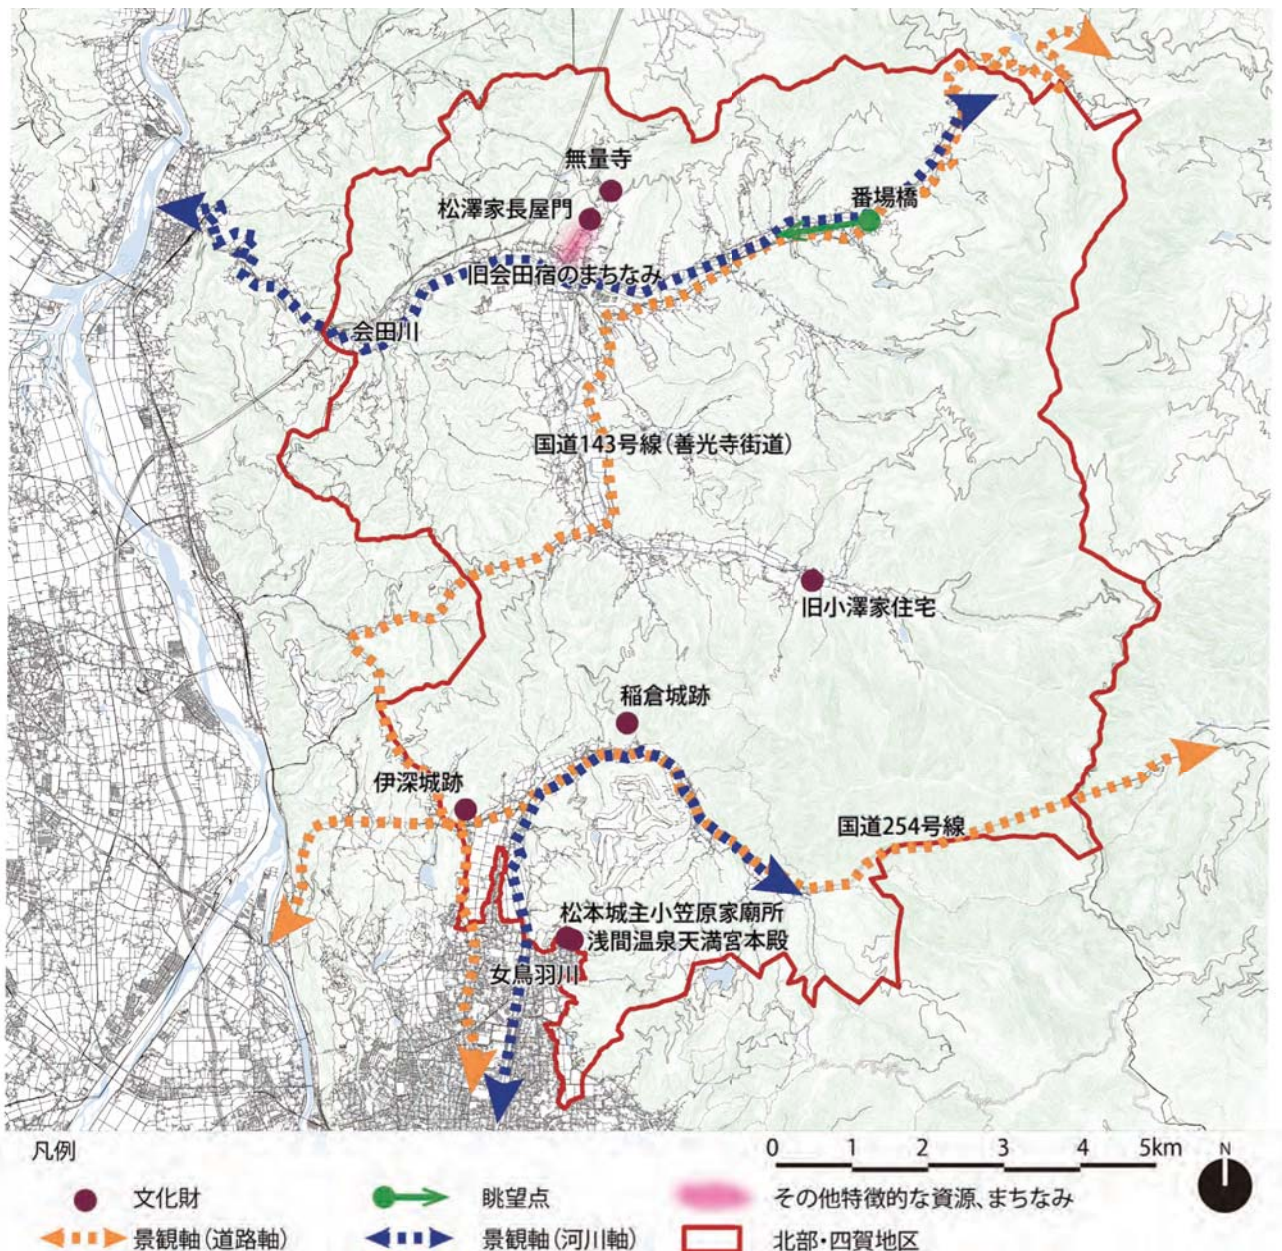 無量寺
松澤家長屋門
番場橋
旧会田宿のまちなみ
会田川
国道143号線(善光寺街道)
旧小澤家住宅
稲倉城跡
伊深城跡
国道254号線
松本城主小笠原家廟所
浅間温泉天満宮本殿
女鳥羽川
凡例
0 1 2 3 4 5km
N
文化財
眺望点
その他特徴的な資源、まちなみ
景観軸(道路軸)
景観軸(河川軸)
北部・四賀地区